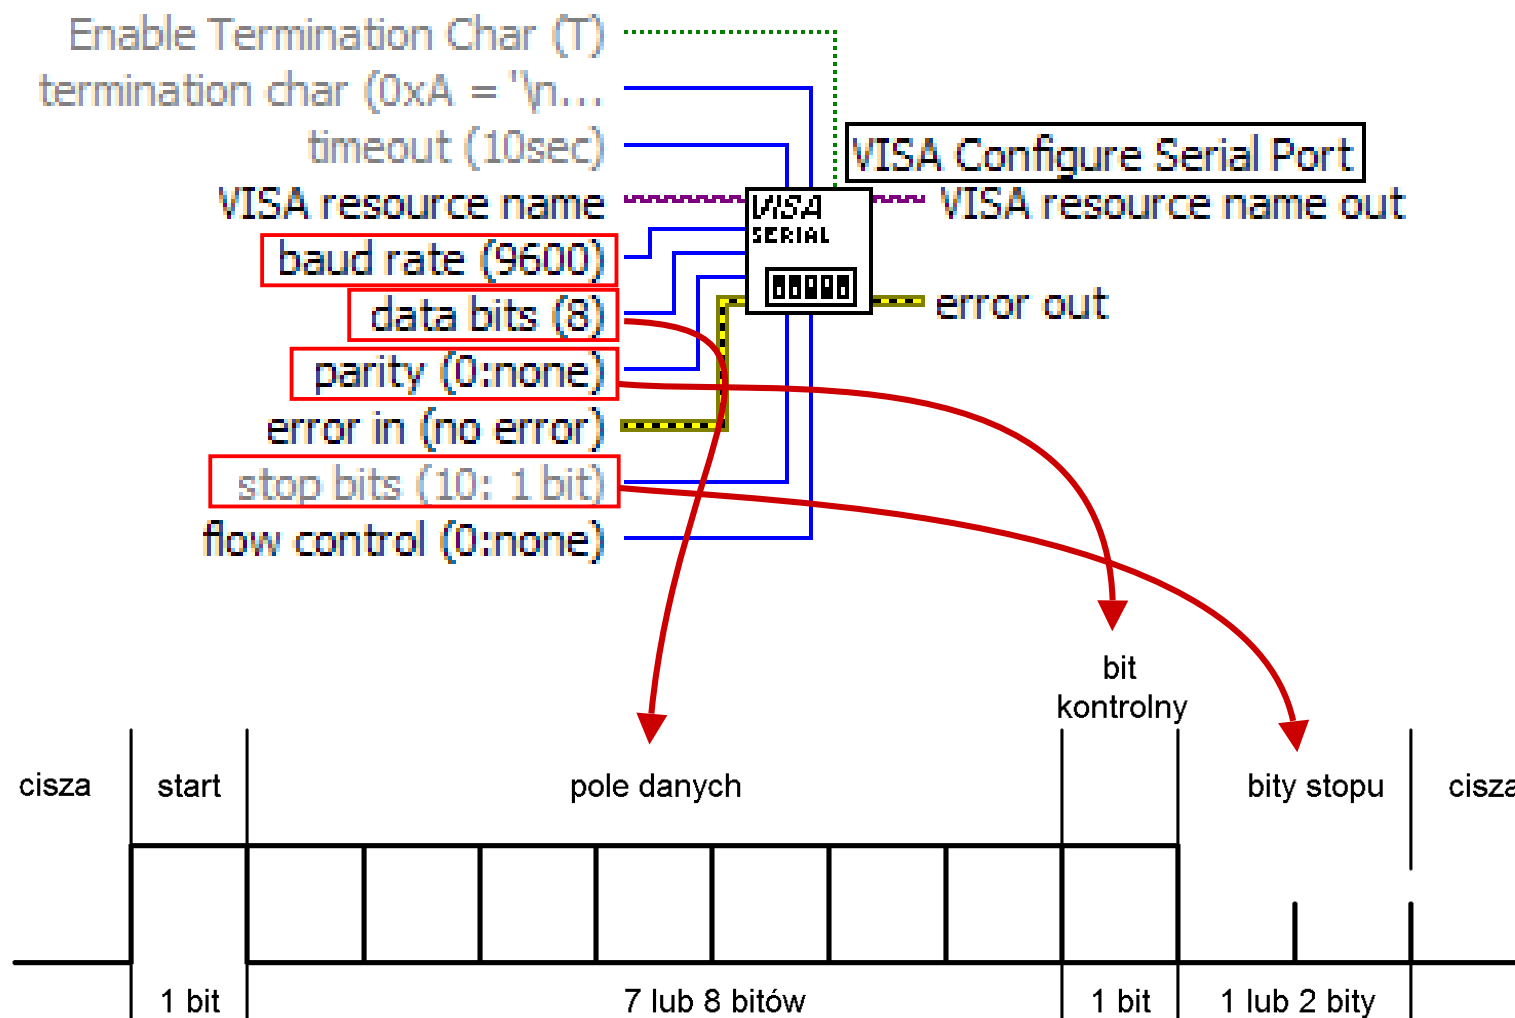 Enable Termination Char (T)
termination char (0xA = '\n...
timeout (10sec)
VISA Configure Serial Port
VISA resource name
VISA
SERIAL
VISA resource name out
baud rate (9600)
data bits (8)
error out
parity (0:none)
error in (no error)
stop bits (10: 1 bit)
flow control (0:none)
bit
kontrolny
cisza
start
pole danych
bity stopu
cisza
1 bit
7 lub 8 bitów
1 bit
1 lub 2 bity